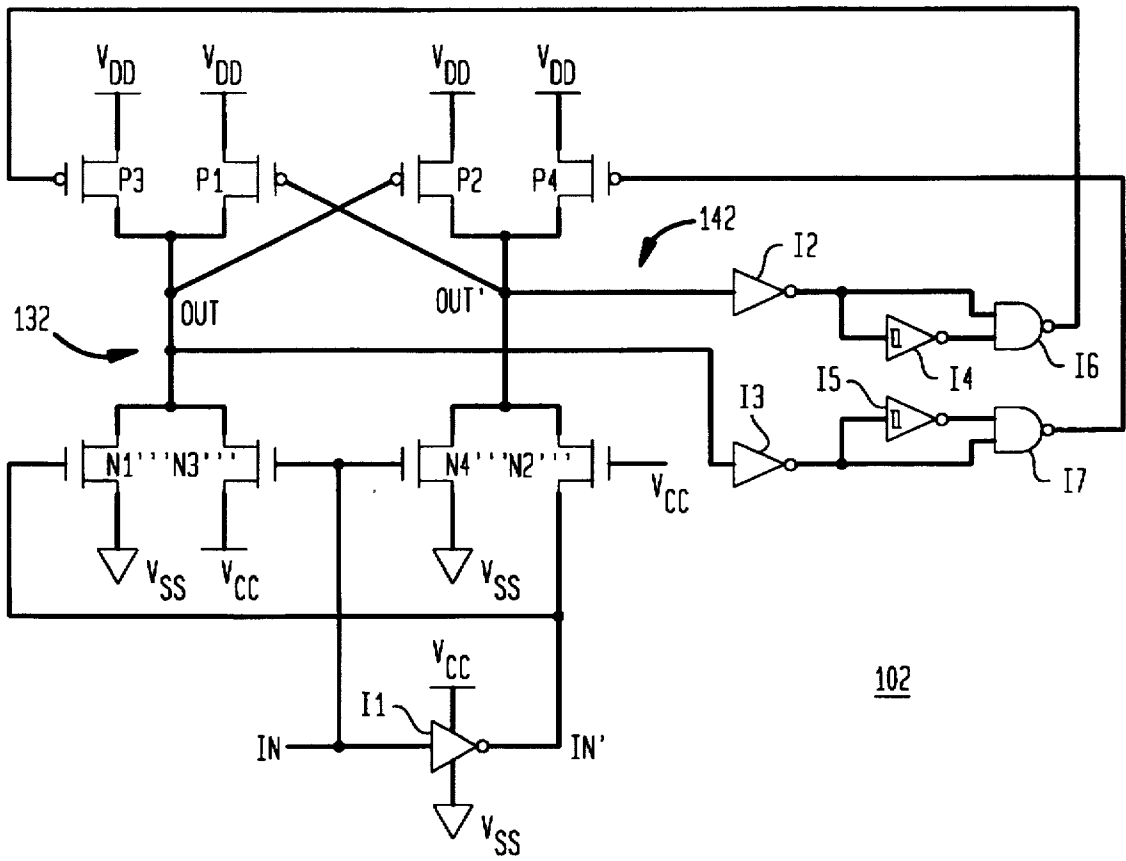 VDD VDD VDD VDD
P3 P1 P2 P4
142
I2
OUT OUT'
132
I4 I6
I5
I3
N1''' N3''' N4''' N2'''
VCC
I7
VSS VCC VSS
VCC
102
I1
IN IN'
VSS